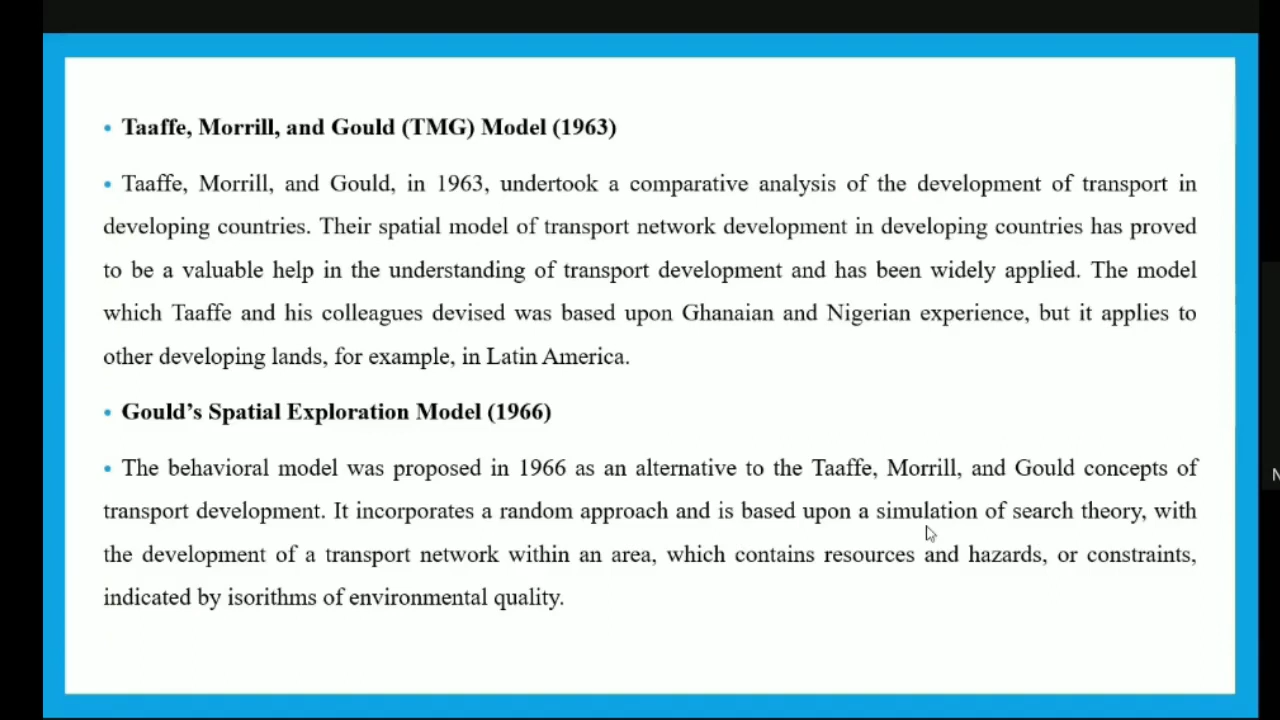 • Taaffe, Morrill, and Gould (TMG) Model (1963)
• Taaffe, Morrill, and Gould, in 1963, undertook a comparative analysis of the development of transport in
developing countries. Their spatial model of transport network development in developing countries has proved
to be a valuable help in the understanding of transport development and has been widely applied. The model
which Taaffe and his colleagues devised was based upon Ghanaian and Nigerian experience, but it applies to
other developing lands, for example, in Latin America.
• Gould’s Spatial Exploration Model (1966)
• The behavioral model was proposed in 1966 as an alternative to the Taaffe, Morrill, and Gould concepts of
transport development. It incorporates a random approach and is based upon a simulation of search theory, with
the development of a transport network within an area, which contains resources and hazards, or constraints,
indicated by isorithms of environmental quality.